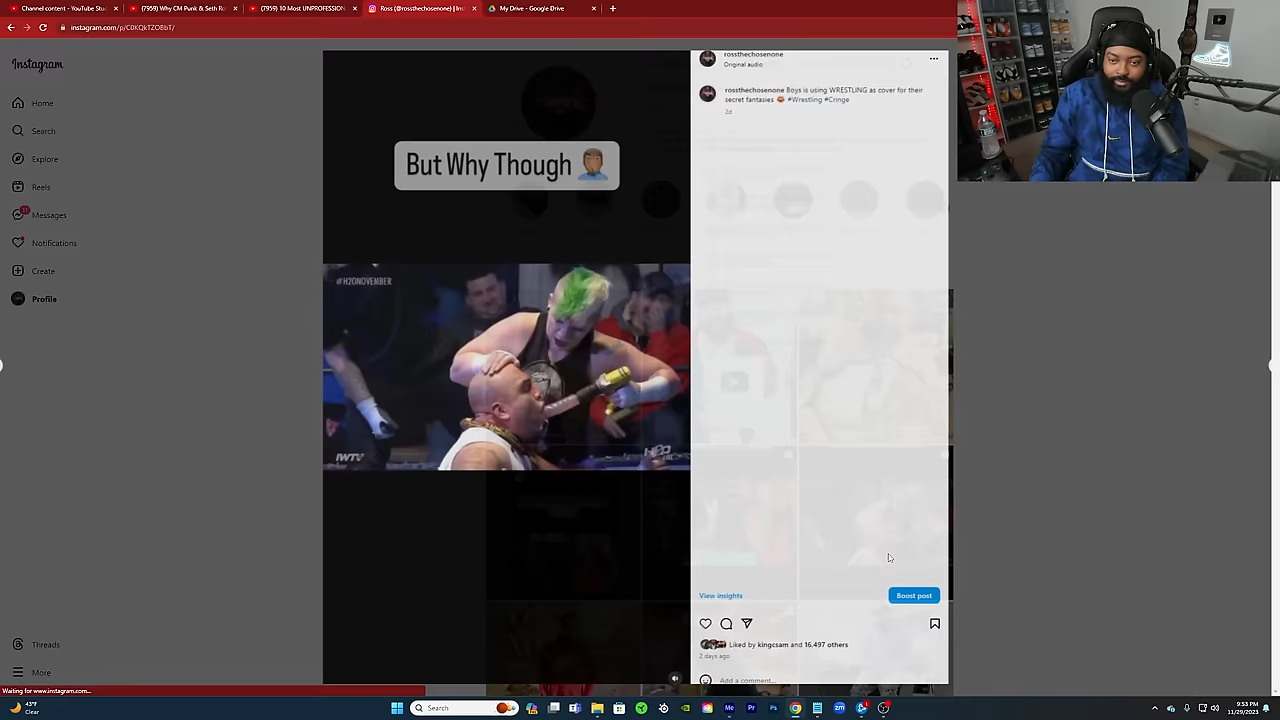 Channel content - YouTube Stu
(7959) Why CM Punk & Seth Ro
(7959) 10 Most UNPROFESSION
Ross (@rossthechosenone) | Ins
My Drive - Google Drive
instagram.com/p/C0KQkTZOBbT/
Instagram
Home
Search
Explore
Reels
Messages
Notifications
Create
Profile
Threads
More
But Why Though
#H2ONOVEMBER
IWTV
H2O
rossthechosenone
Original audio
rossthechosenone Boys is using WRESTLING as cover for their
secret fantasies #Wrestling #Cringe
2d
View insights
Boost post
Liked by kingcsam and 16,497 others
2 days ago
Add a comment...
Waiting for www.instagram.com...
43°F
Clear
Search
9:53 PM
11/29/2023